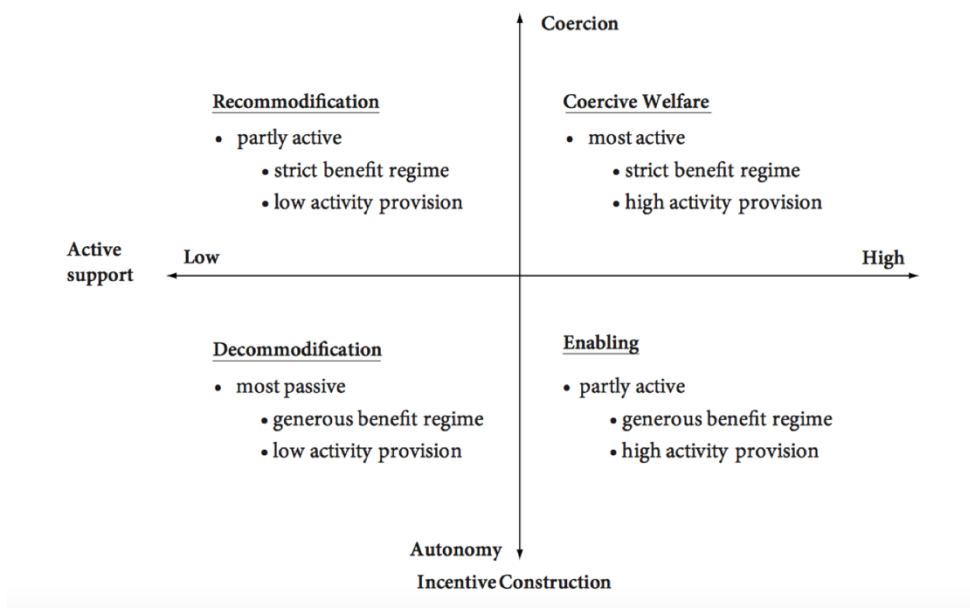 Coercion
Recommodification
• partly active
• strict benefit regime
• low activity provision
Coercive Welfare
• most active
• strict benefit regime
• high activity provision
Active
support
Low
High
Decommodification
• most passive
• generous benefit regime
• low activity provision
Enabling
• partly active
• generous benefit regime
• high activity provision
Autonomy
Incentive Construction